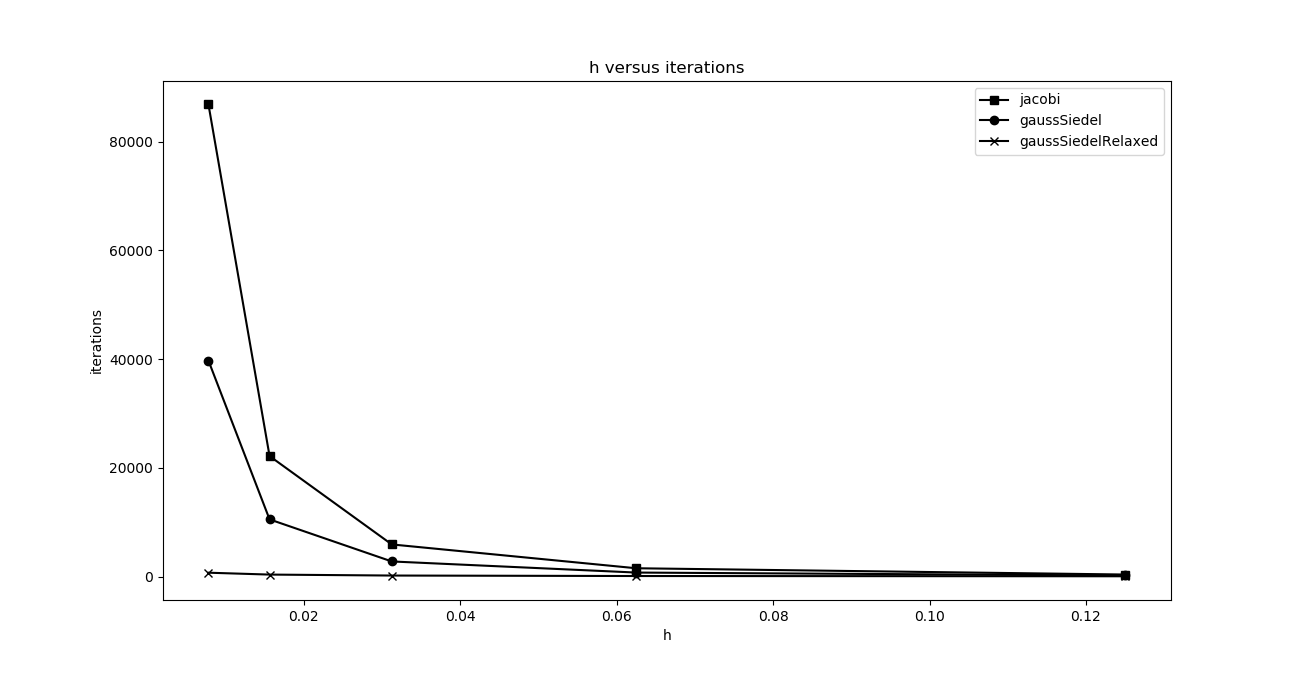 h versus iterations
jacobi
gaussSiedel
gaussSiedelRelaxed
80000
60000
40000
20000
0
iterations
0.02 0.04 0.06 0.08 0.10 0.12
h